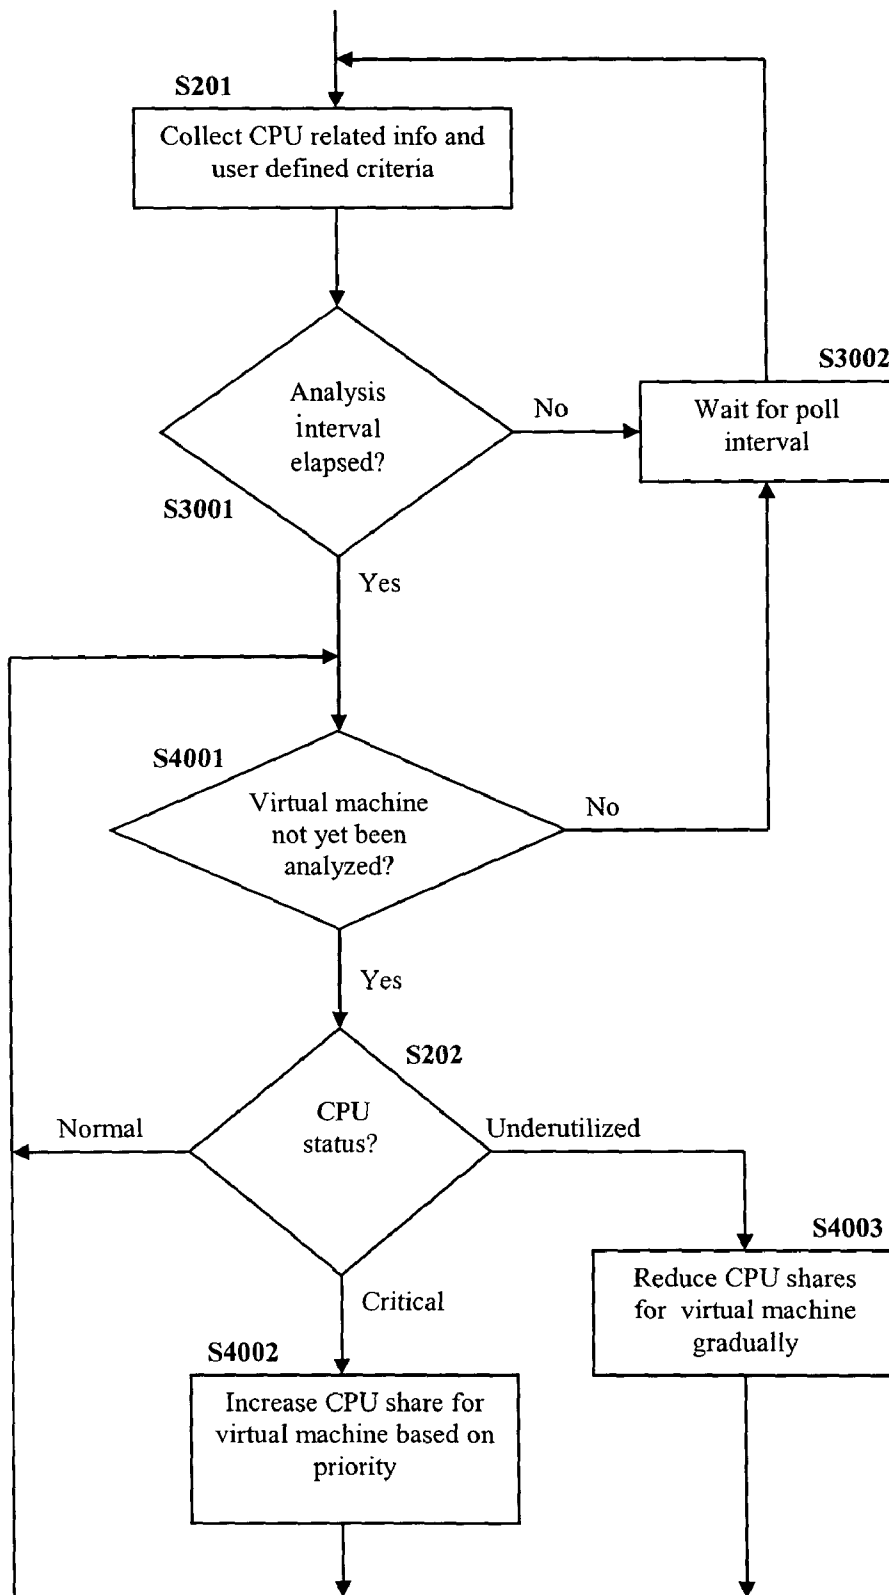 S201
Collect CPU related info and
user defined criteria
S3002
Analysis
interval
elapsed?
No
Wait for poll
interval
S3001
Yes
S4001
Virtual machine
not yet been
analyzed?
No
Yes
S202
CPU
status?
Normal
Underutilized
S4003
Reduce CPU shares
for virtual machine
gradually
Critical
S4002
Increase CPU share for
virtual machine based on
priority